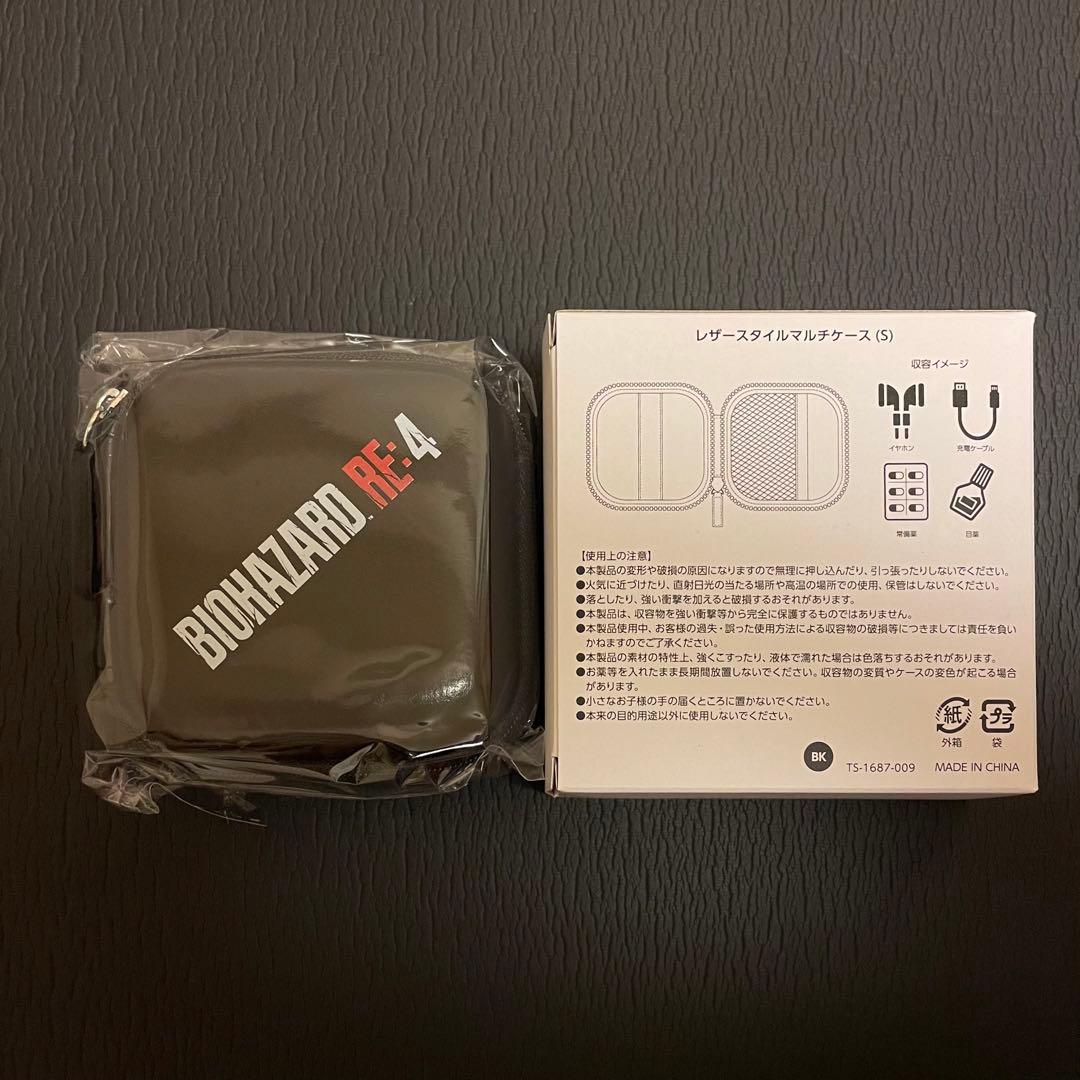 BIOHAZARD RE:4
TM
レザースタイルマルチケース (S)
収容イメージ
イヤホン
充電ケーブル
常備薬
目薬
【使用上の注意】
●本製品の変形や破損の原因になりますので無理に押し込んだり、引っ張ったりしないでください。
●火気に近づけたり、直射日光の当たる場所や高温の場所での使用、保管はしないでください。
●落としたり、強い衝撃を加えると破損するおそれがあります。
●本製品は、収容物を強い衝撃等から完全に保護するものではありません。
●本製品使用中、お客様の過失・誤った使用方法による収容物の破損等につきましては責任を負い
かねますのでご了承ください。
●本製品の素材の特性上、強くこすったり、液体で濡れた場合は色落ちするおそれがあります。
●お薬等を入れたまま長期間放置しないでください。収容物の変質やケースの変色が起こる場合
があります。
●小さなお子様の手の届くところに置かないでください。
●本来の目的用途以外に使用しないでください。
紙
プラ
外箱
袋
BK
TS-1687-009
MADE IN CHINA